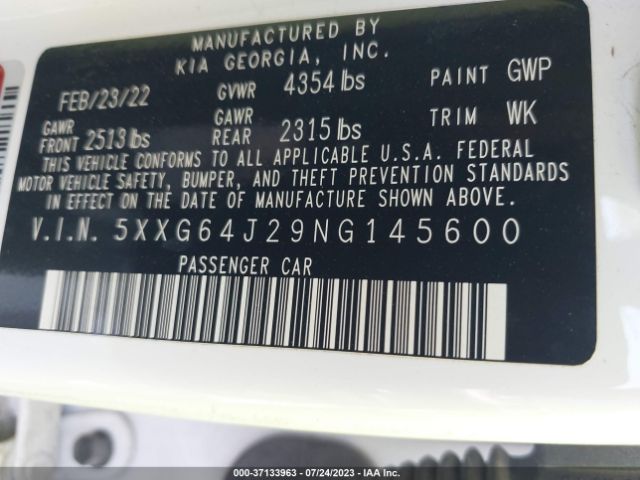 MANUFACTURED BY
KIA GEORGIA, INC.
FEB/23/22 GVWR 4354 lbs PAINT GWP
GAWR FRONT 2513 lbs GAWR REAR 2315 lbs TRIM WK
THIS VEHICLE CONFORMS TO ALL APPLICABLE U.S.A. FEDERAL
MOTOR VEHICLE SAFETY, BUMPER, AND THEFT PREVENTION STANDARDS
IN EFFECT ON THE DATE OF MANUFACTURE SHOWN ABOVE.
V.I.N. 5XXG64J29NG145600
PASSENGER CAR
000-37133963 - 07/24/2023 - IAA Inc.